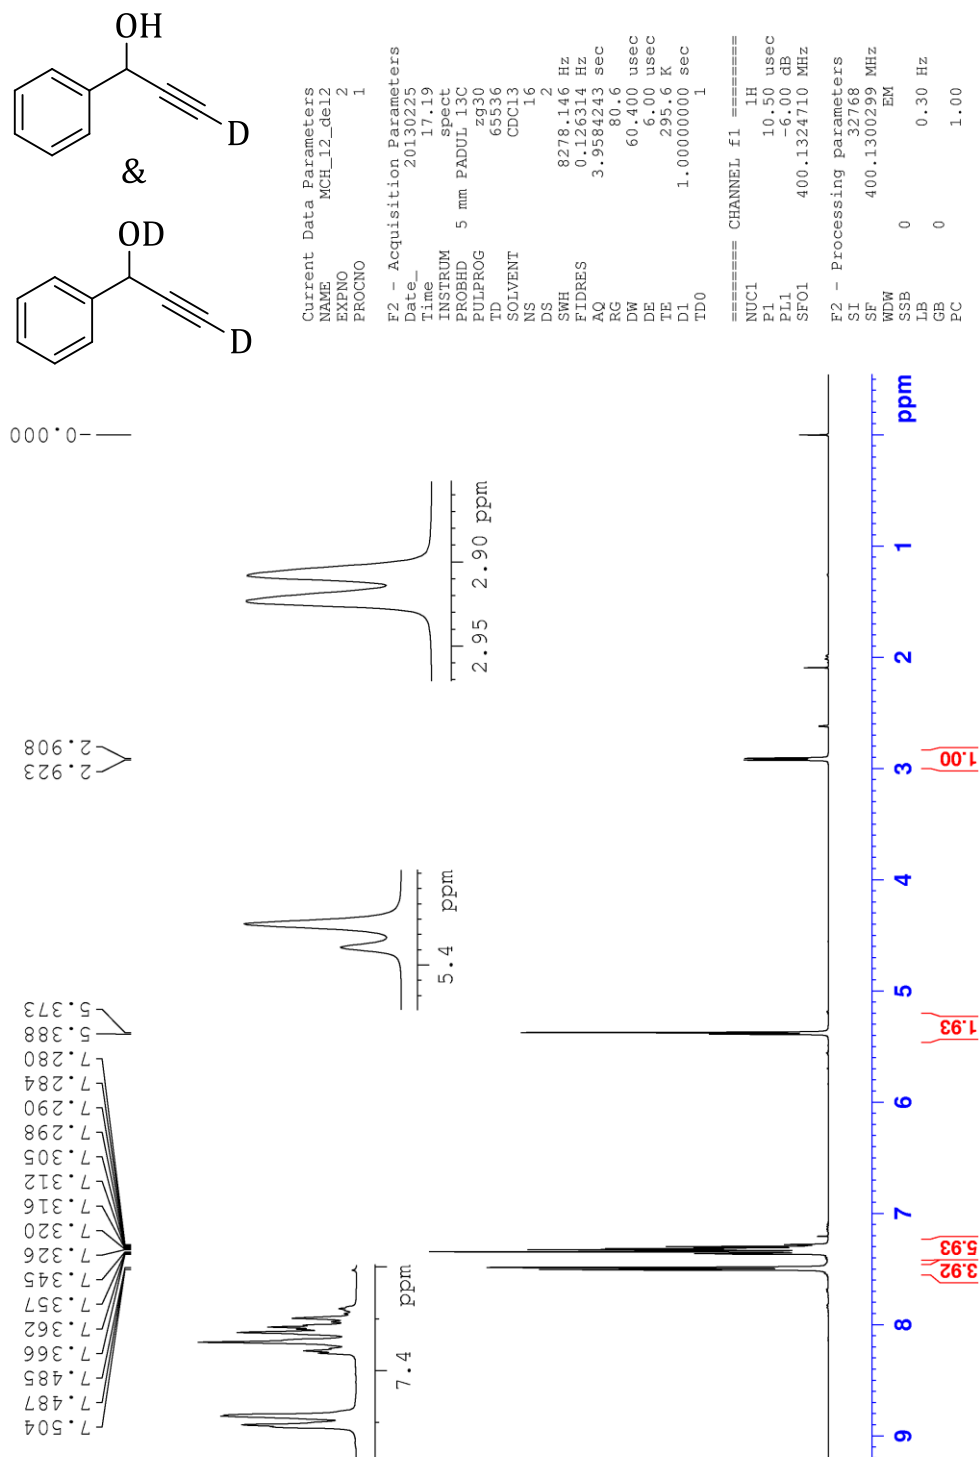 OH
D
&
OD
D
Current Data Parameters
NAME MCH_12_del2
EXPNO 2
PROCNO 1
F2 - Acquisition Parameters
Date_ 20130225
Time 17.19
INSTRUM spect
PROBHD 5 mm PADUL 13C
PULPROG zg30
TD 65536
SOLVENT CDCl3
NS 16
DS 2
SWH 8278.146 Hz
FIDRES 0.126314 Hz
AQ 3.9584243 sec
RG 80.6
DW 60.400 usec
DE 6.00 usec
TE 295.6 K
D1 1.00000000 sec
TD0 1
======== CHANNEL f1 ========
NUC1 1H
P1 10.50 usec
PL1 -6.00 dB
SFO1 400.1324710 MHz
F2 - Processing parameters
SI 32768
SF 400.1300299 MHz
WDW EM
SSB 0
LB 0.30 Hz
GB 0
PC 1.00
0.000
2.908
2.923
5.373
5.388
7.280
7.284
7.290
7.298
7.305
7.312
7.316
7.320
7.326
7.345
7.357
7.362
7.366
7.485
7.487
7.504
2.95 2.90 ppm
5.4 ppm
7.4 ppm
9 8 7 6 5 4 3 2 1 ppm
3.92
5.93
1.93
1.00